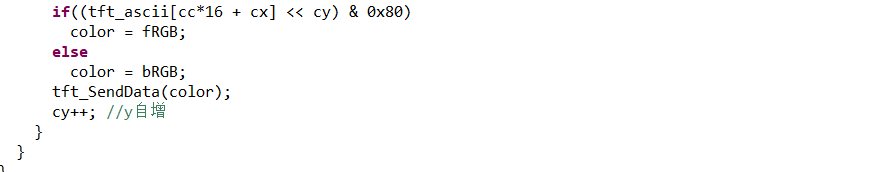 if((tft_ascii[cc*16 + cx] << cy) & 0x80)
color = fRGB;
else
color = bRGB;
tft_SendData(color);
cy++; //y自增
}
}